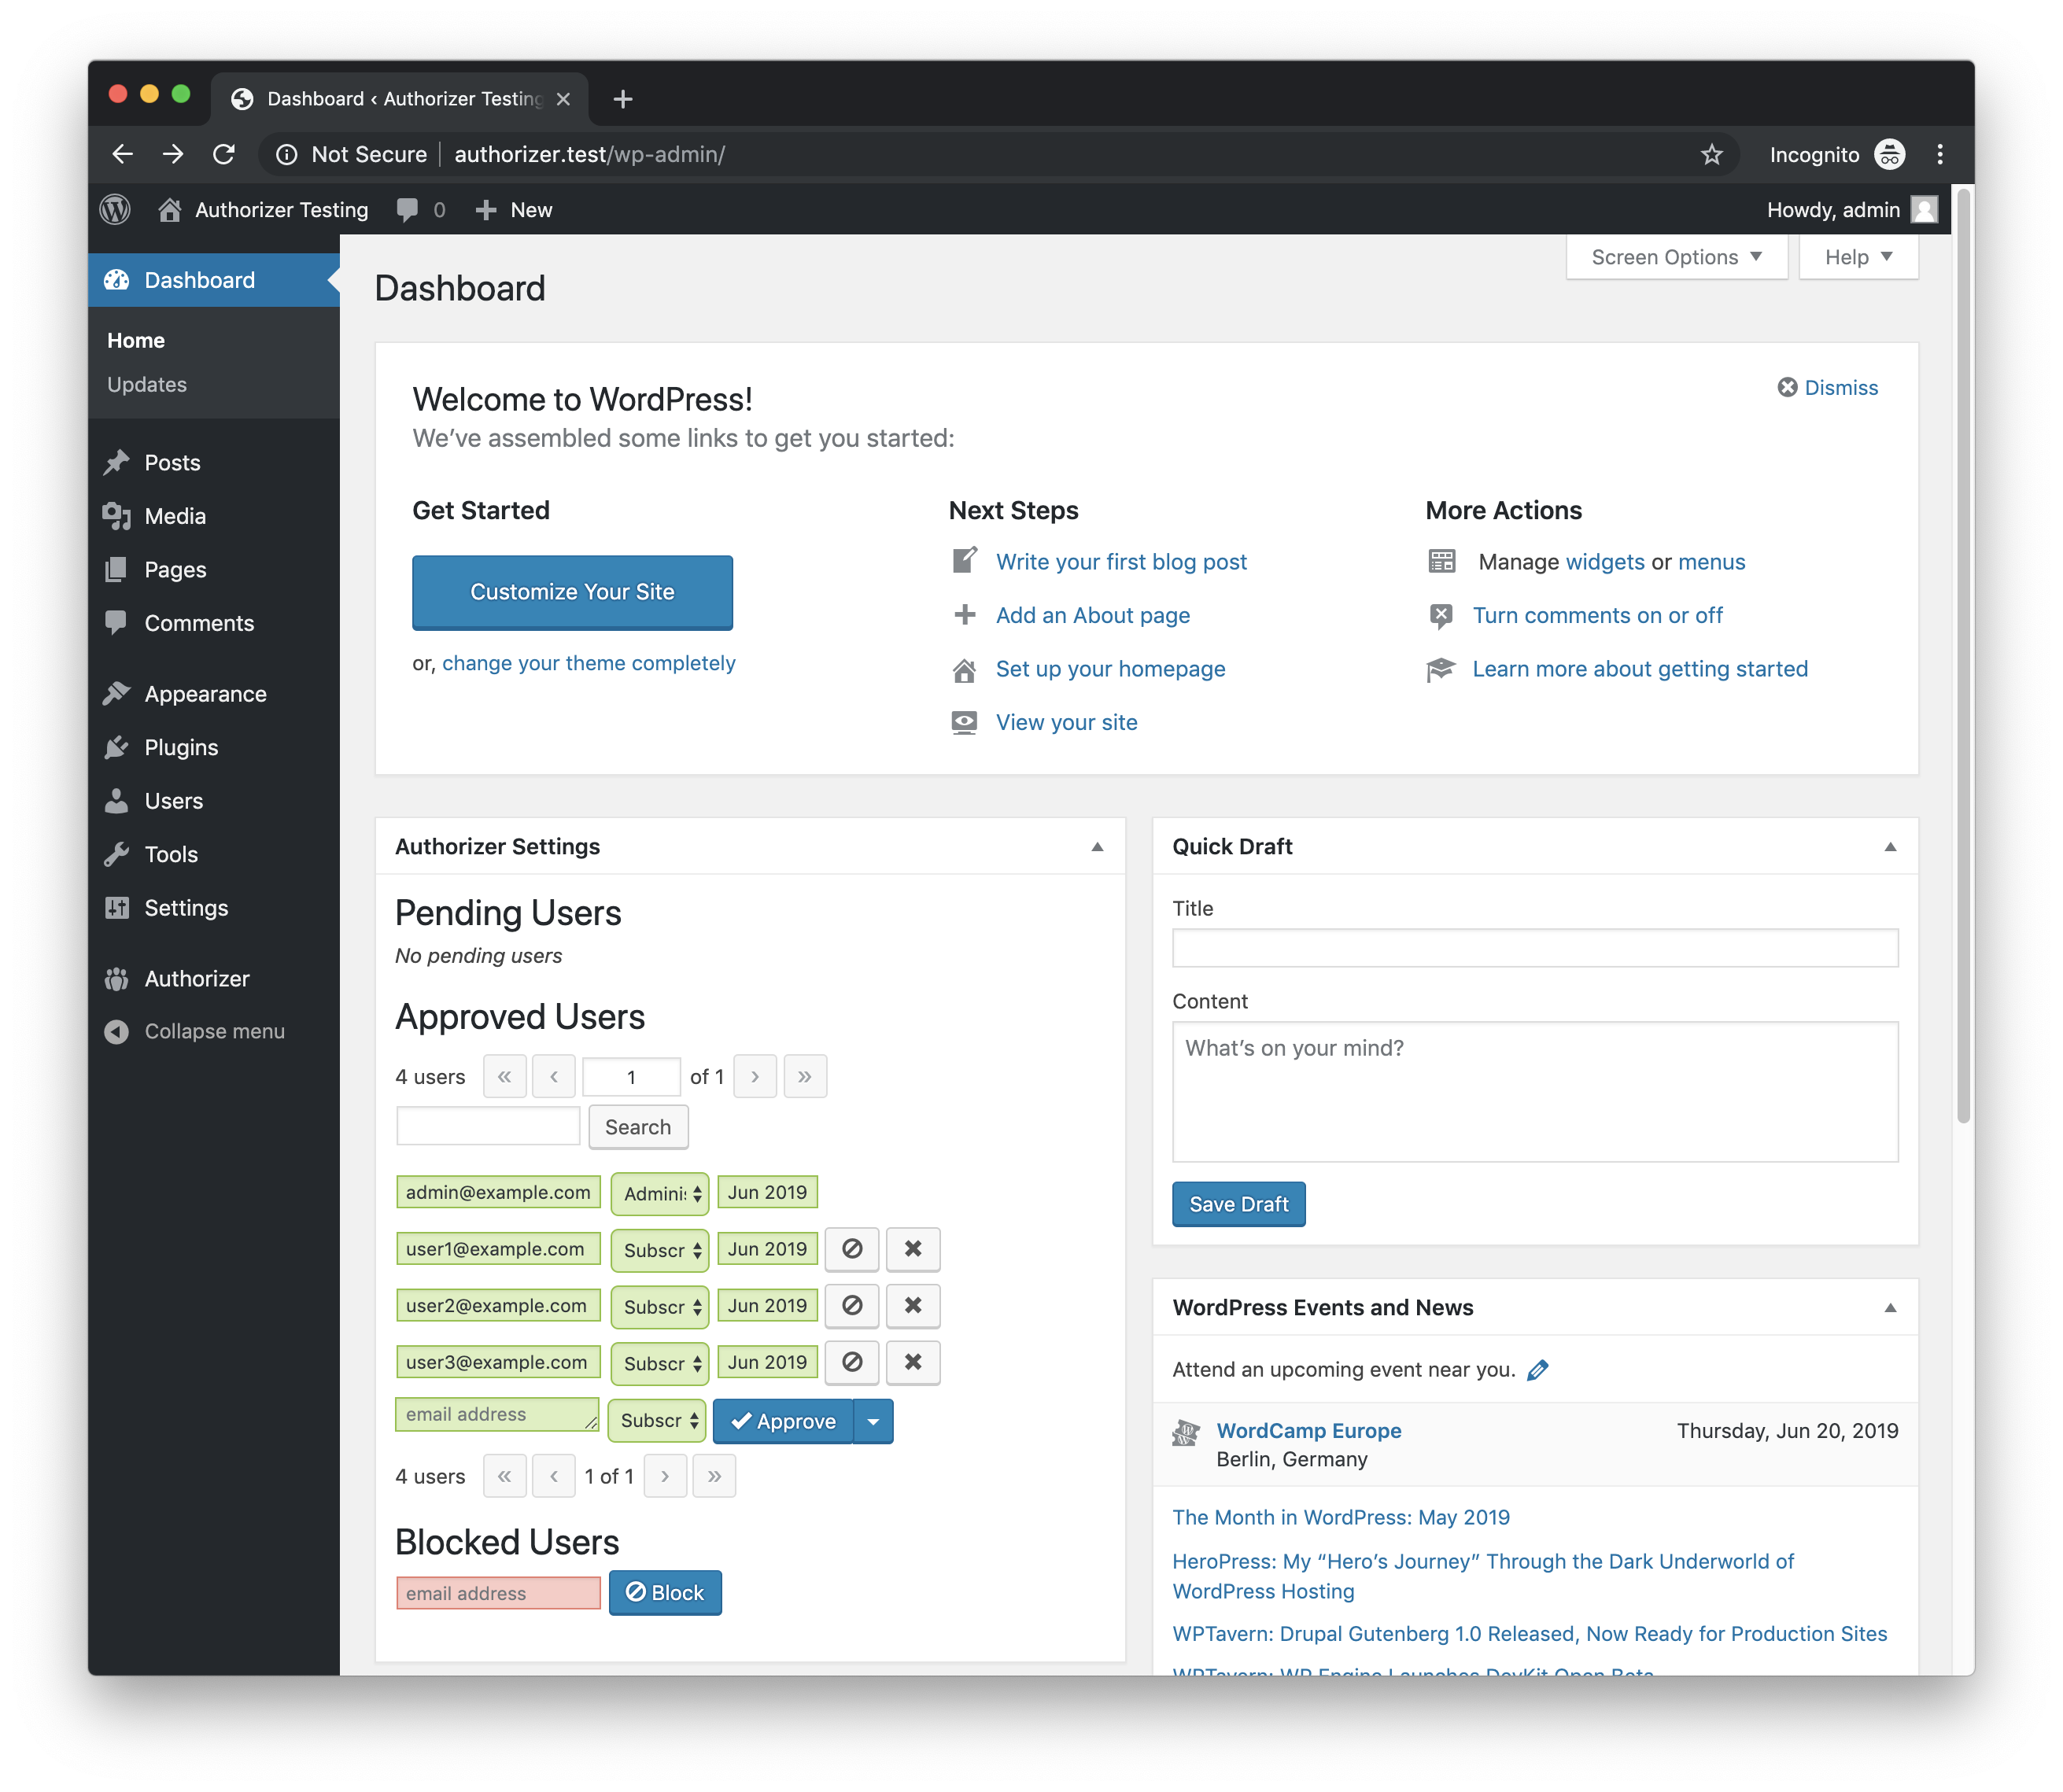 Dashboard ‹ Authorizer Testing
Not Secure authorizer.test/wp-admin/ Incognito
Authorizer Testing 0 New Howdy, admin
Screen Options Help
Dashboard
Home
Updates
Posts
Media
Pages
Comments
Appearance
Plugins
Users
Tools
Settings
Authorizer
Collapse menu
Dashboard
Welcome to WordPress!
Dismiss
We’ve assembled some links to get you started:
Get Started
Customize Your Site
or, change your theme completely
Next Steps
Write your first blog post
Add an About page
Set up your homepage
View your site
More Actions
Manage widgets or menus
Turn comments on or off
Learn more about getting started
Authorizer Settings
Pending Users
No pending users
Approved Users
4 users « ‹ 1 of 1 › »
Search
admin@example.com Adminis Jun 2019
user1@example.com Subscr Jun 2019
user2@example.com Subscr Jun 2019
user3@example.com Subscr Jun 2019
email address Subscr Approve
4 users « ‹ 1 of 1 › »
Blocked Users
email address Block
Quick Draft
Title
Content
What’s on your mind?
Save Draft
WordPress Events and News
Attend an upcoming event near you.
WordCamp Europe Thursday, Jun 20, 2019
Berlin, Germany
The Month in WordPress: May 2019
HeroPress: My “Hero’s Journey” Through the Dark Underworld of
WordPress Hosting
WPTavern: Drupal Gutenberg 1.0 Released, Now Ready for Production Sites
WPTavern: WP Engine Launches DevKit Open Beta